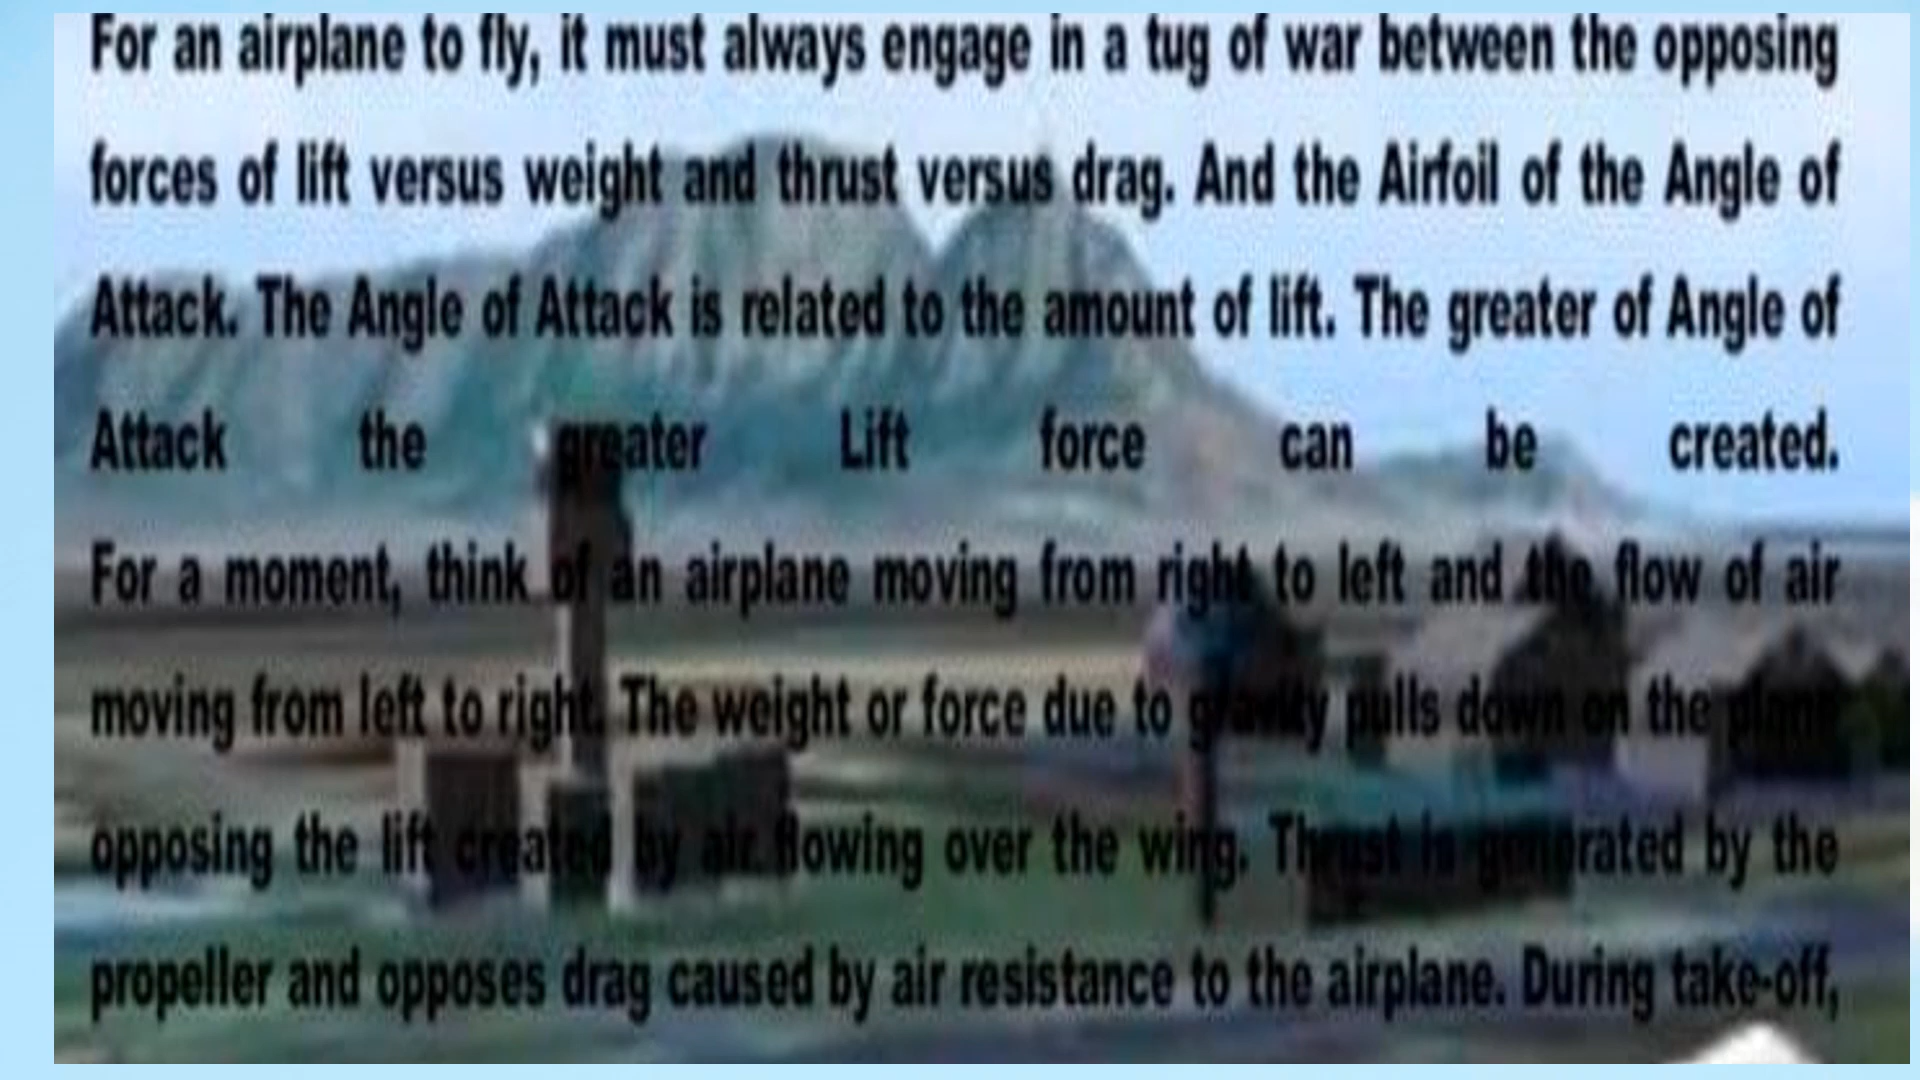 For an airplane to fly, it must always engage in a tug of war between the opposing
forces of lift versus weight and thrust versus drag. And the Airfoil of the Angle of
Attack. The Angle of Attack is related to the amount of lift. The greater of Angle of
Attack the greater Lift force can be created.
For a moment, think of an airplane moving from right to left and the flow of air
moving from left to right. The weight or force due to gravity pulls down on the plane
opposing the lift created by air flowing over the wing. Thrust is generated by the
propeller and opposes drag caused by air resistance to the airplane. During take-off,